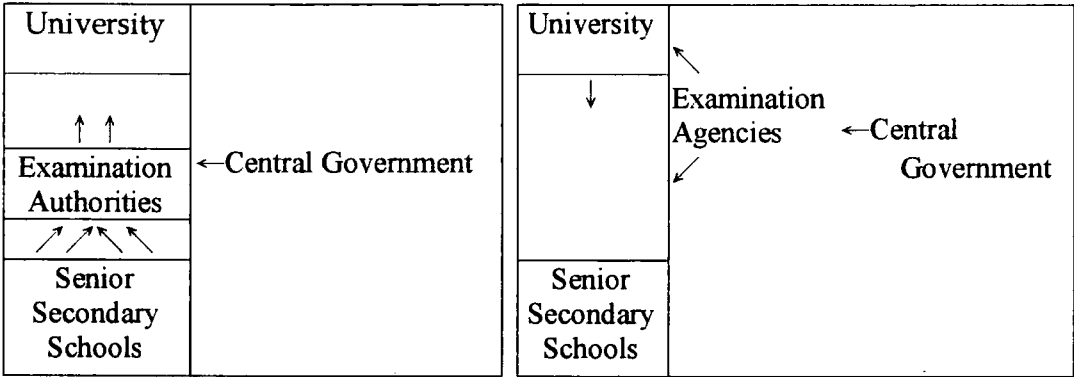 University
Examination
Authorities
←Central Government
Senior
Secondary
Schools
University
Examination
Agencies
←Central
Government
Senior
Secondary
Schools